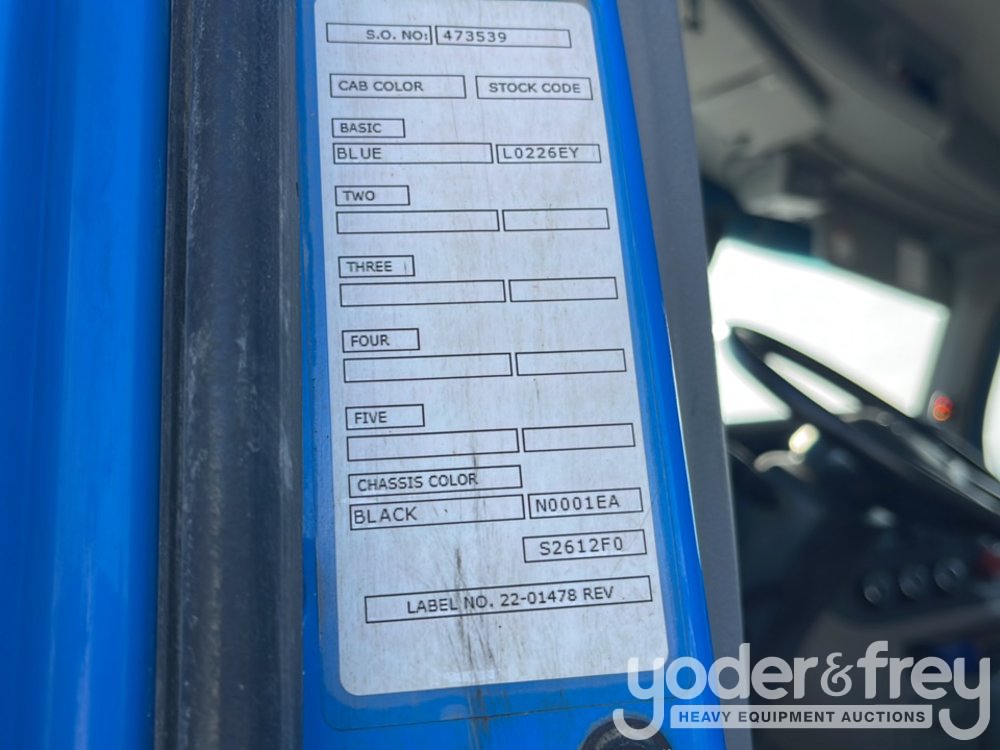 S.O. NO: 473539
CAB COLOR STOCK CODE
BASIC
BLUE L0226EY
TWO
THREE
FOUR
FIVE
CHASSIS COLOR
BLACK N0001EA
S2612F0
LABEL NO. 22-01478 REV
yoder&frey
HEAVY EQUIPMENT AUCTIONS